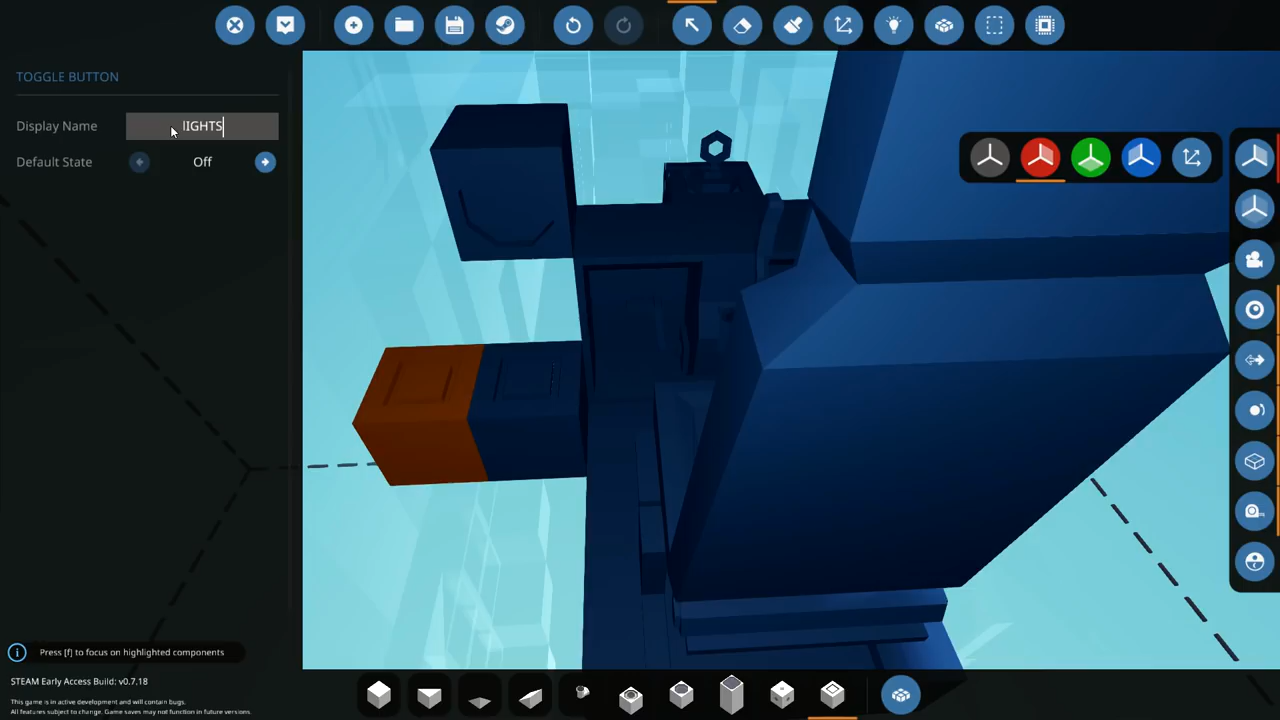 TOGGLE BUTTON
Display Name
lIGHTS
Default State
Off
Press [f] to focus on highlighted components
STEAM Early Access Build: v0.7.18
This game is in active development and will contain bugs.
All features subject to change. Game saves may not function in future versions.